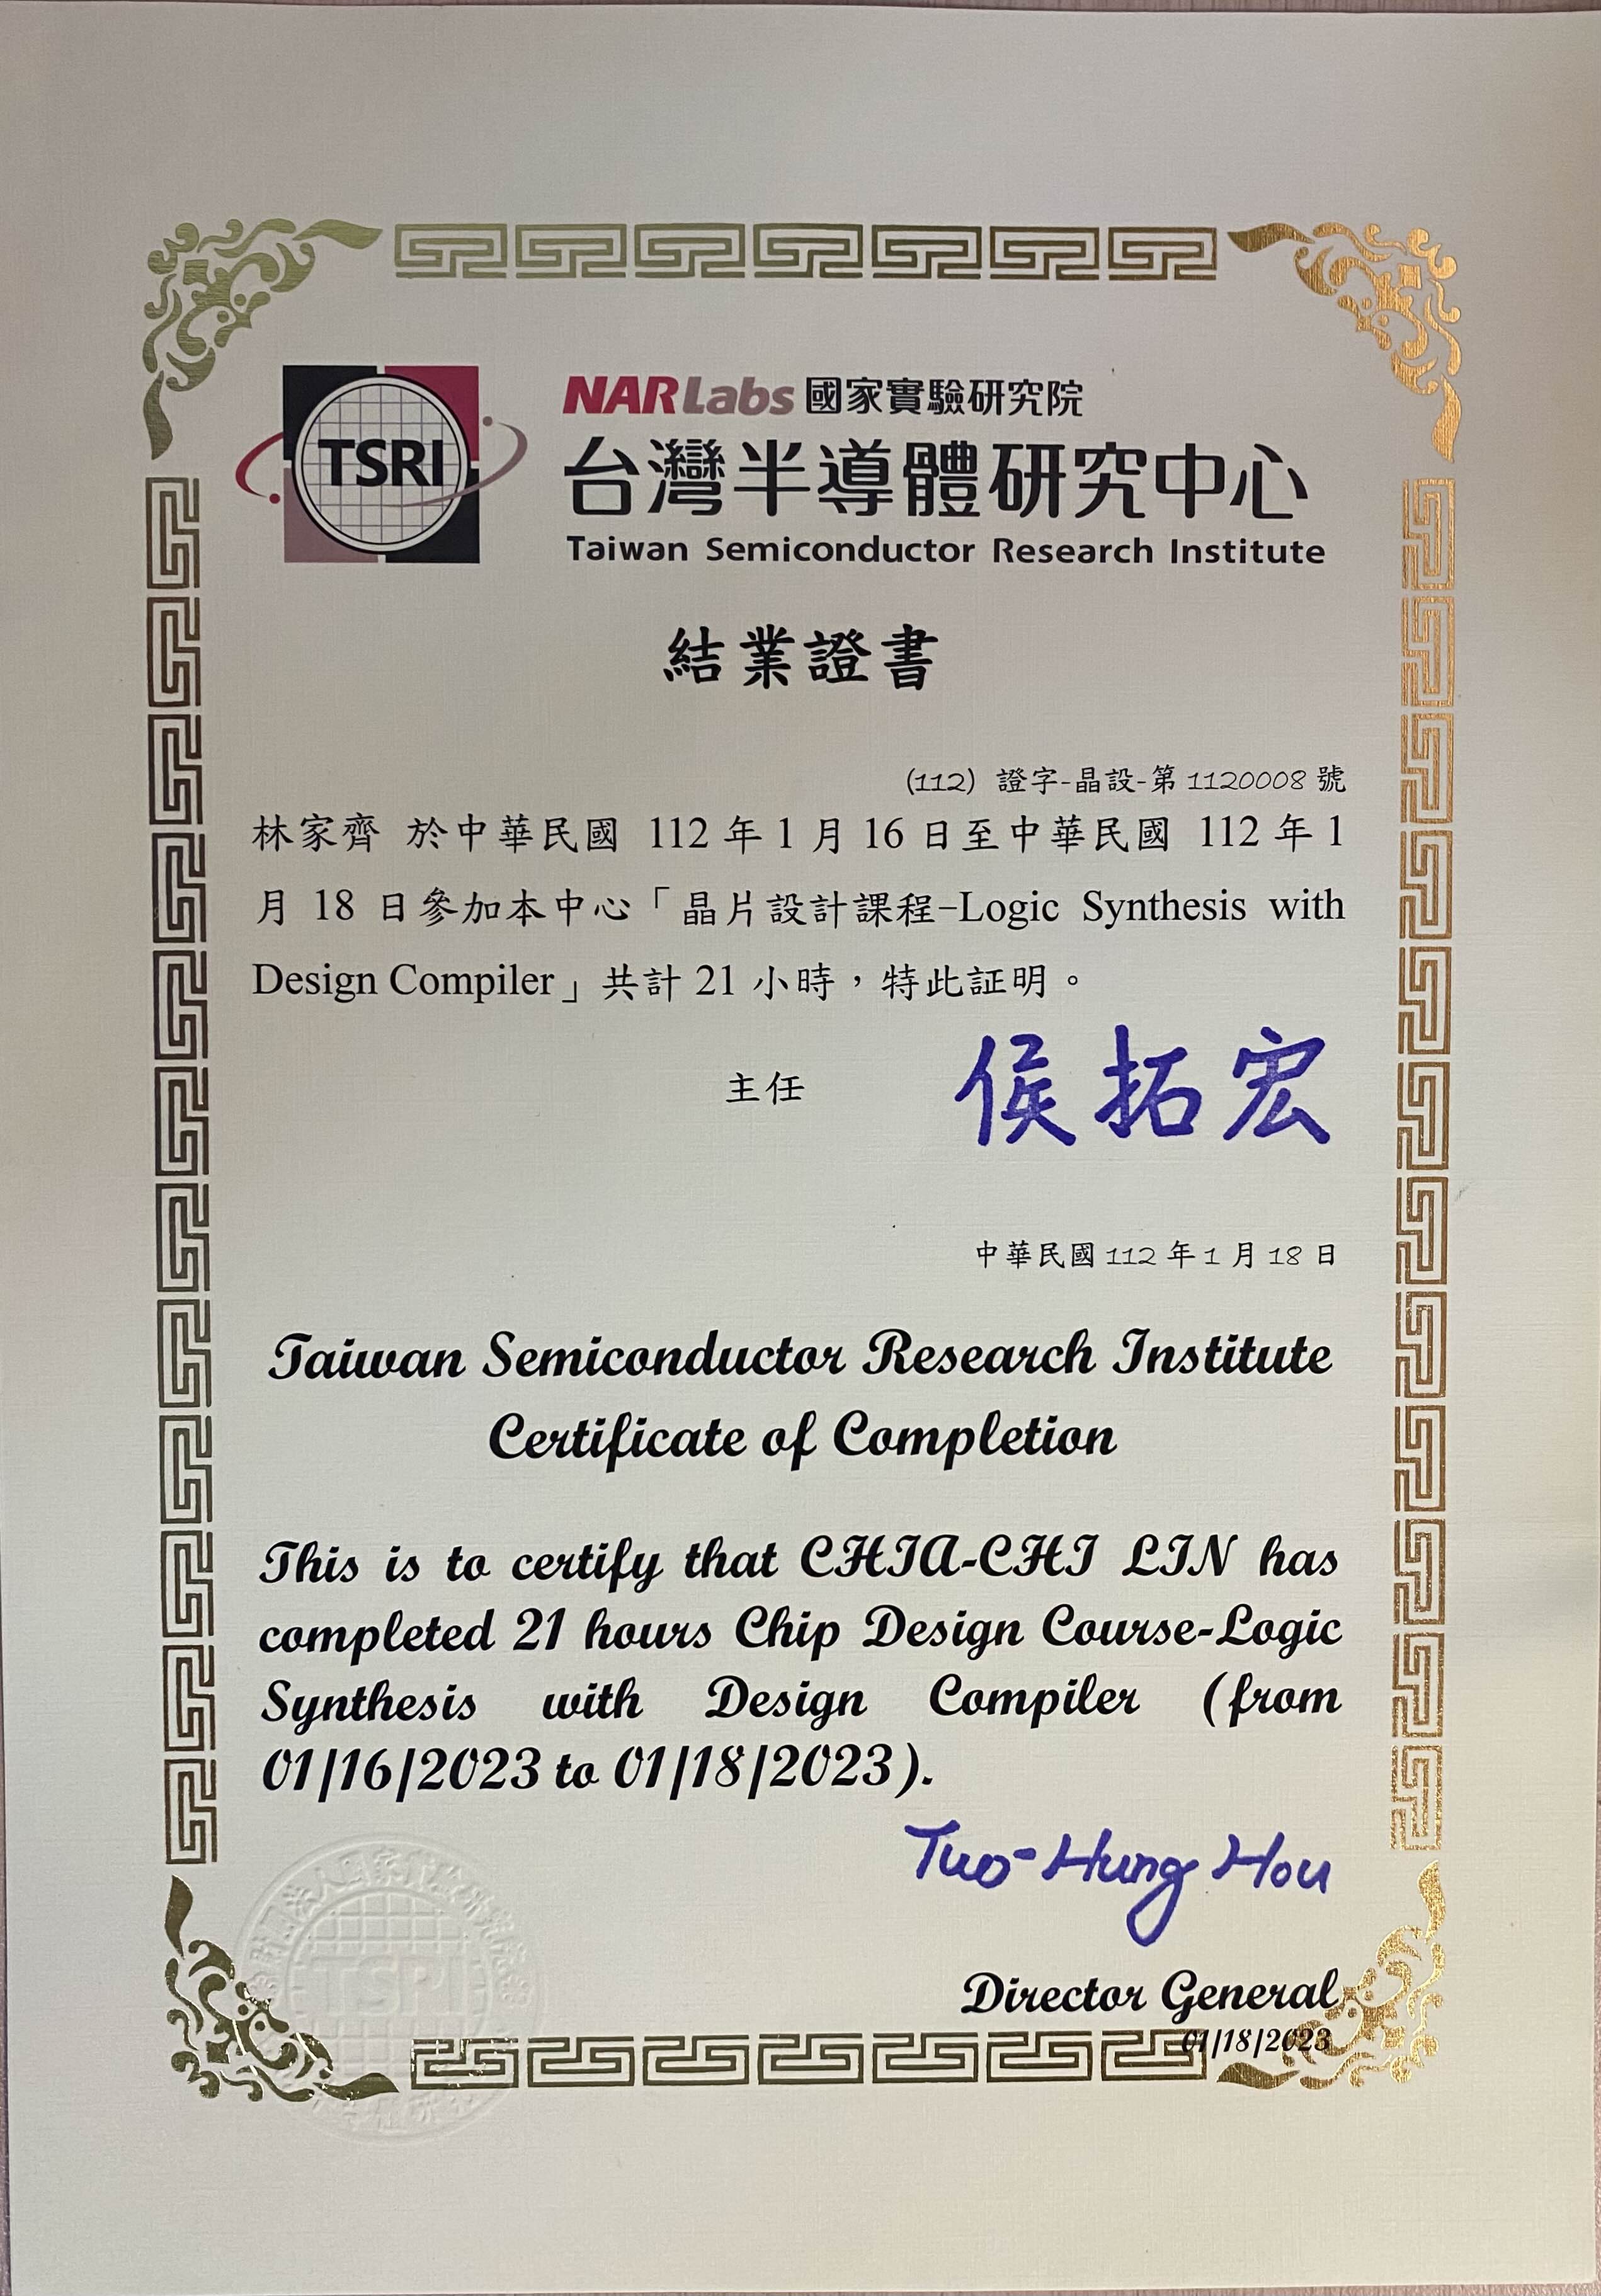 TSRI
NARLabs 國家實驗研究院
台灣半導體研究中心
Taiwan Semiconductor Research Institute
結業證書
(112) 證字-晶設-第 1120008 號
林家齊 於中華民國 112 年 1 月 16 日至中華民國 112 年 1
月 18 日參加本中心「晶片設計課程-Logic Synthesis with
Design Compiler」共計 21 小時，特此証明。
主任 侯拓宏
中華民國 112 年 1 月 18 日
Taiwan Semiconductor Research Institute
Certificate of Completion
This is to certify that CHIA-CHI LIN has
completed 21 hours Chip Design Course-Logic
Synthesis with Design Compiler (from
01/16/2023 to 01/18/2023).
Tuo-Hung Hou
Director General
01/18/2023
TSRI